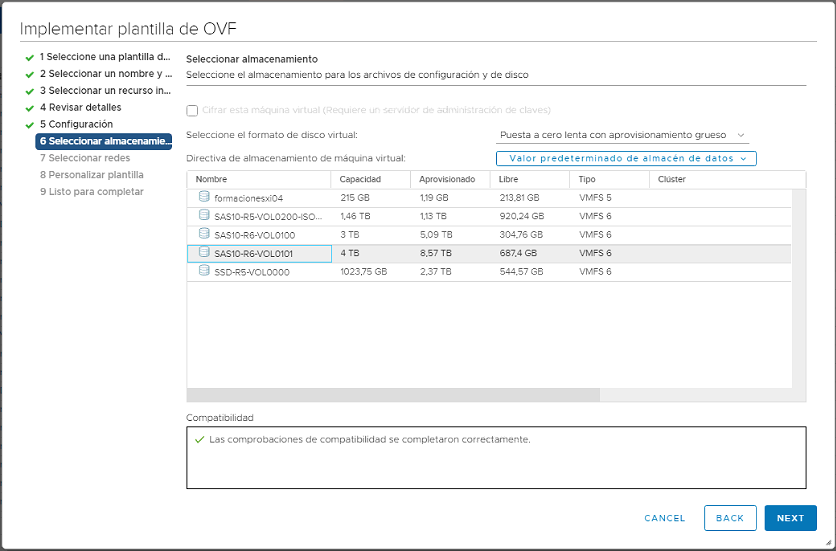 Implementar plantilla de OVF
1 Seleccione una plantilla d...
2 Seleccionar un nombre y ...
3 Seleccionar un recurso in...
4 Revisar detalles
5 Configuración
6 Seleccionar almacenamie...
7 Seleccionar redes
8 Personalizar plantilla
9 Listo para completar
Seleccionar almacenamiento
Seleccione el almacenamiento para los archivos de configuración y de disco
Cifrar esta máquina virtual (Requiere un servidor de administración de claves)
Seleccione el formato de disco virtual: Puesta a cero lenta con aprovisionamiento grueso
Directiva de almacenamiento de máquina virtual: Valor predeterminado de almacén de datos
Nombre Capacidad Aprovisionado Libre Tipo Clúster
formacionesxi04 215 GB 1,19 GB 213,81 GB VMFS 5
SAS10-R5-VOL0200-ISO... 1,46 TB 1,13 TB 920,24 GB VMFS 6
SAS10-R6-VOL0100 3 TB 5,09 TB 304,76 GB VMFS 6
SAS10-R6-VOL0101 4 TB 8,57 TB 687,4 GB VMFS 6
SSD-R5-VOL0000 1023,75 GB 2,37 TB 544,57 GB VMFS 6
Compatibilidad
Las comprobaciones de compatibilidad se completaron correctamente.
CANCEL BACK NEXT